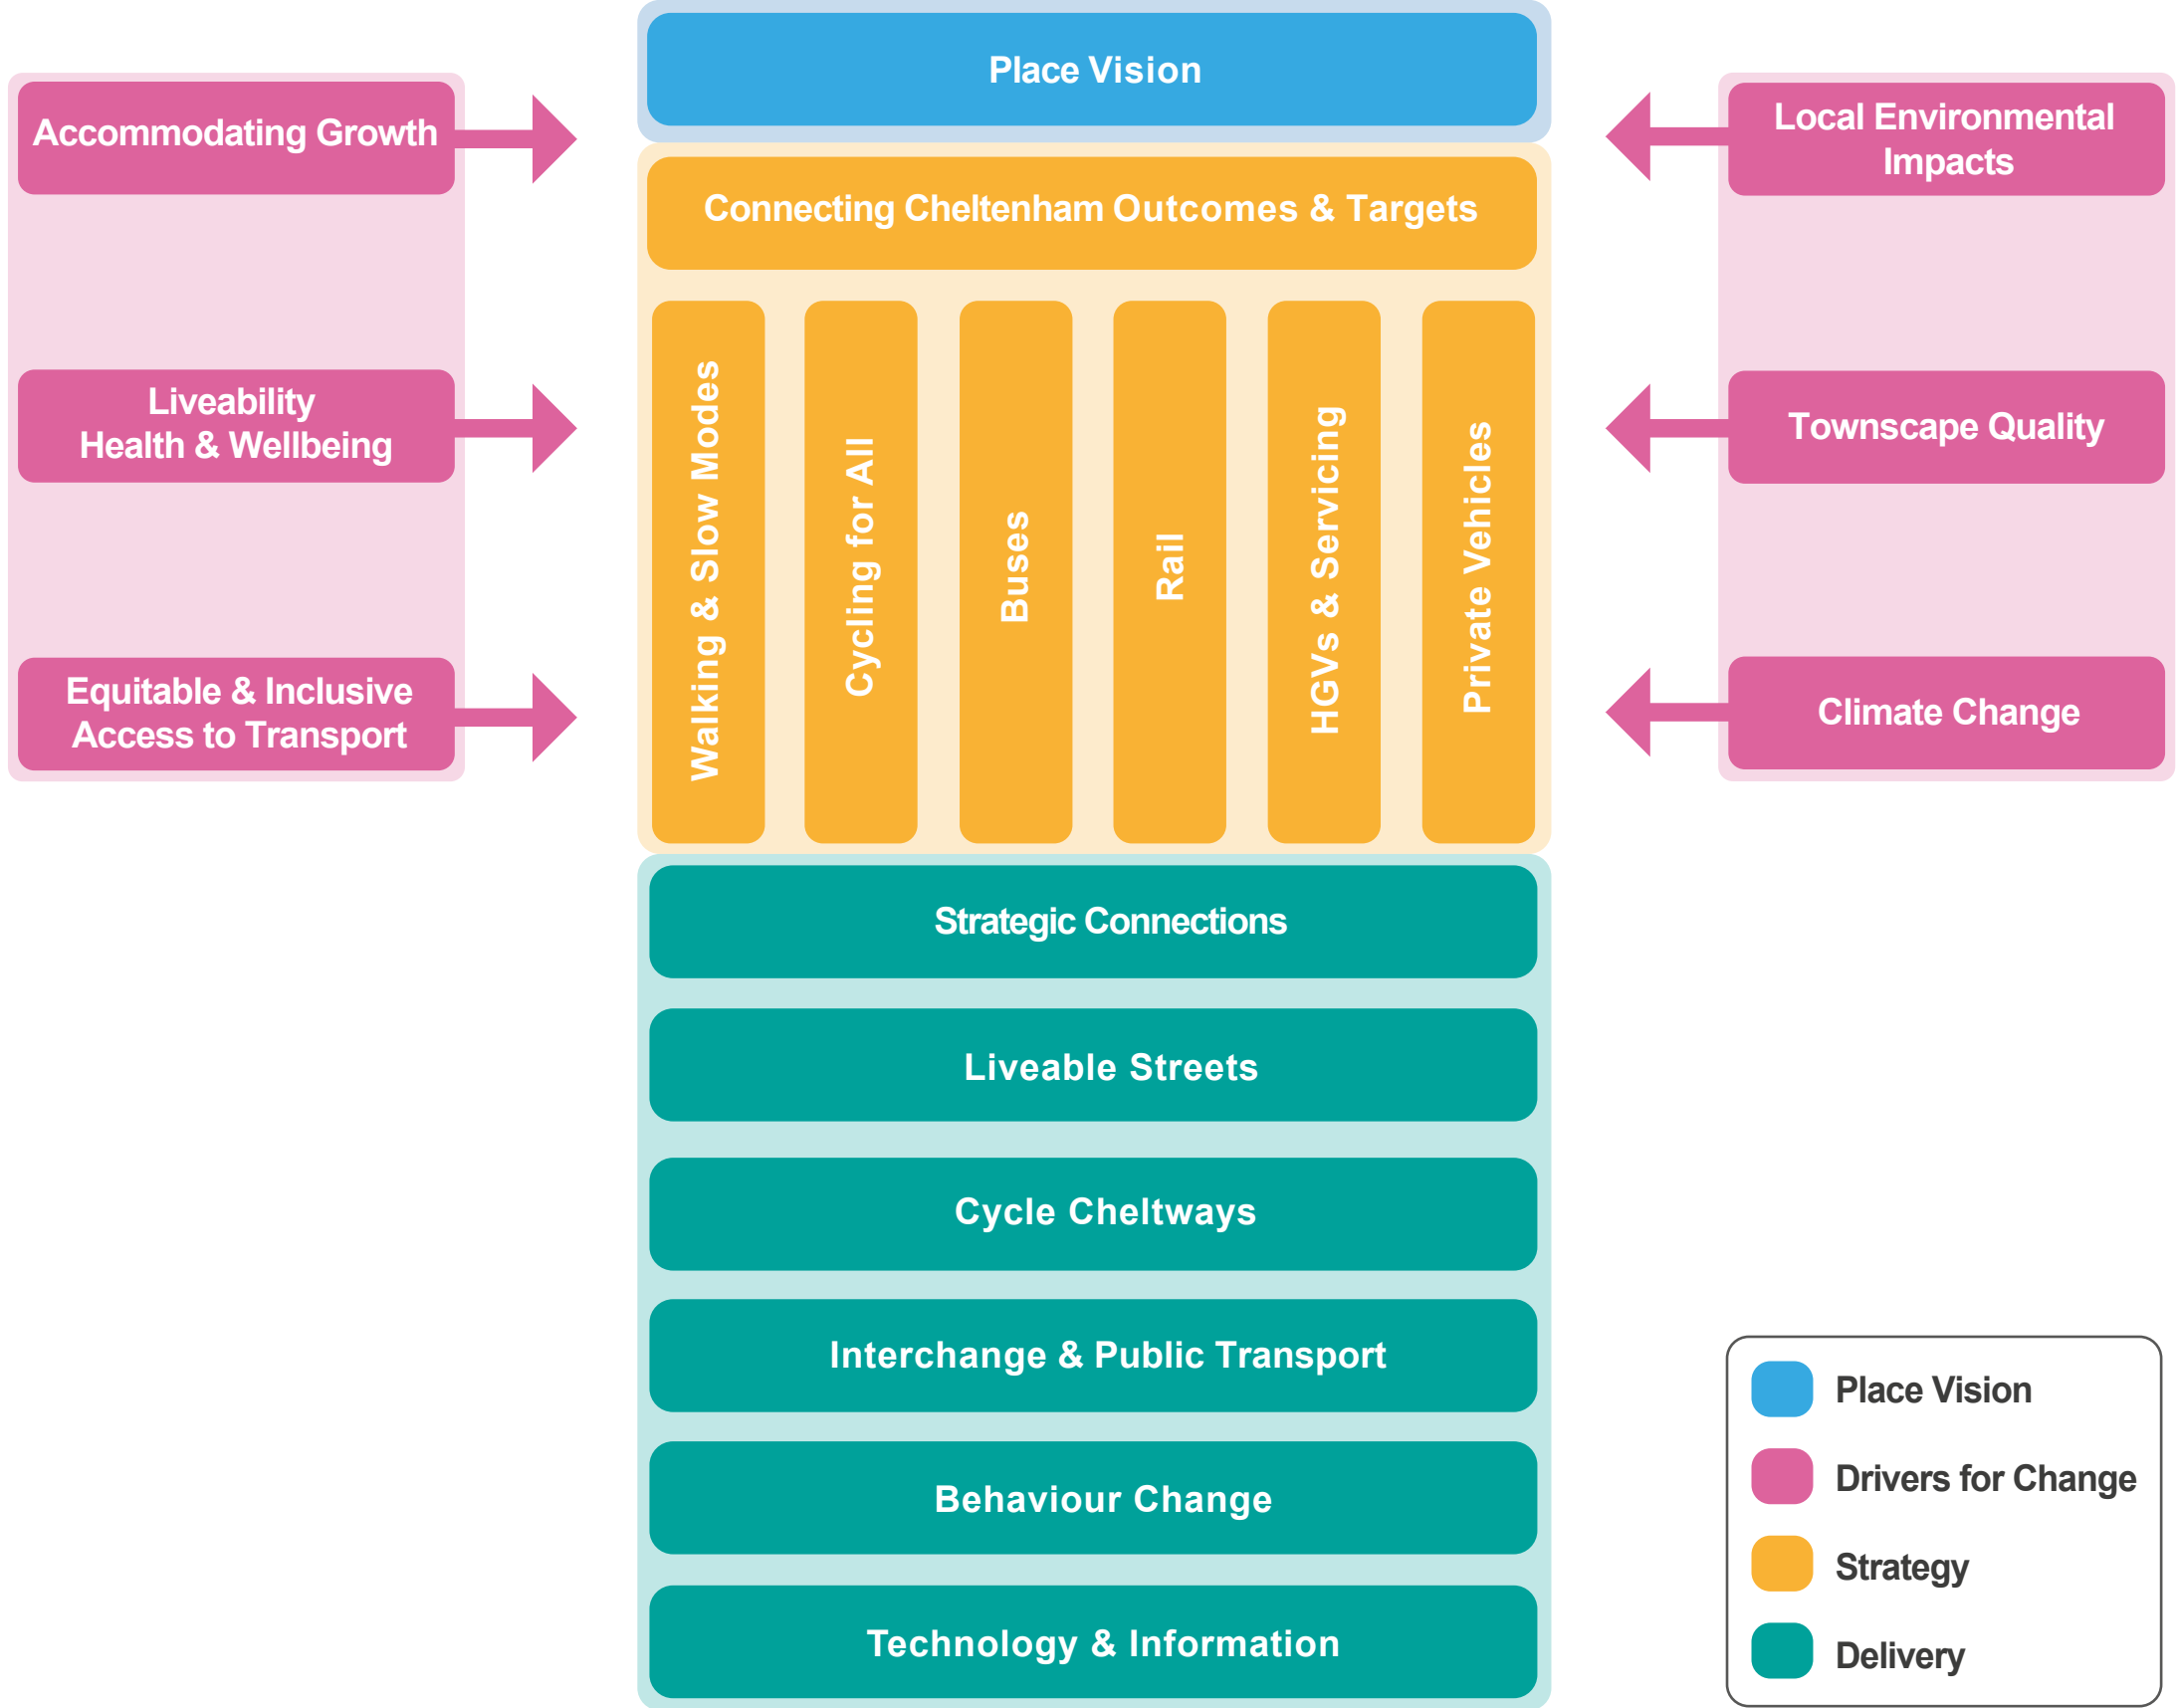 Place Vision
Accommodating Growth
Liveability
Health & Wellbeing
Equitable & Inclusive
Access to Transport
Connecting Cheltenham Outcomes & Targets
Walking & Slow Modes
Cycling for All
Buses
Rail
HGVs & Servicing
Private Vehicles
Local Environmental
Impacts
Townscape Quality
Climate Change
Strategic Connections
Liveable Streets
Cycle Cheltways
Interchange & Public Transport
Behaviour Change
Technology & Information
Place Vision
Drivers for Change
Strategy
Delivery